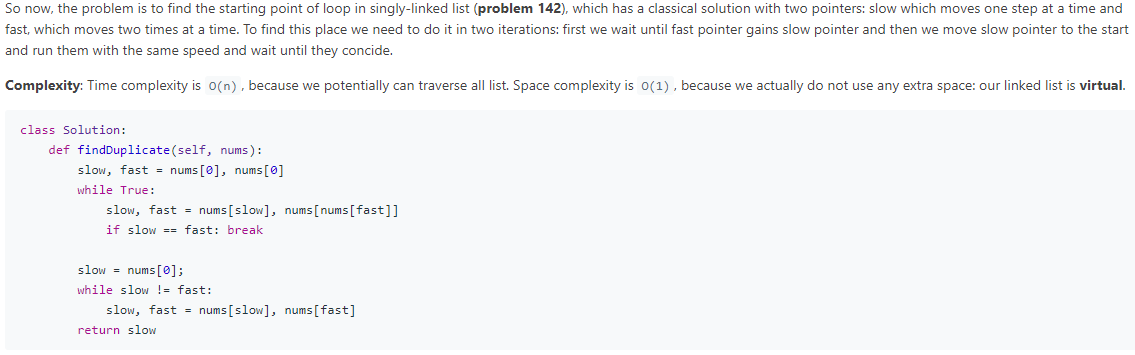 So now, the problem is to find the starting point of loop in singly-linked list (problem 142), which has a classical solution with two pointers: slow which moves one step at a time and
fast, which moves two times at a time. To find this place we need to do it in two iterations: first we wait until fast pointer gains slow pointer and then we move slow pointer to the start
and run them with the same speed and wait until they concide.
Complexity: Time complexity is O(n) , because we potentially can traverse all list. Space complexity is O(1) , because we actually do not use any extra space: our linked list is virtual.
class Solution:
    def findDuplicate(self, nums):
        slow, fast = nums[0], nums[0]
        while True:
            slow, fast = nums[slow], nums[nums[fast]]
            if slow == fast: break
        slow = nums[0];
        while slow != fast:
            slow, fast = nums[slow], nums[fast]
        return slow